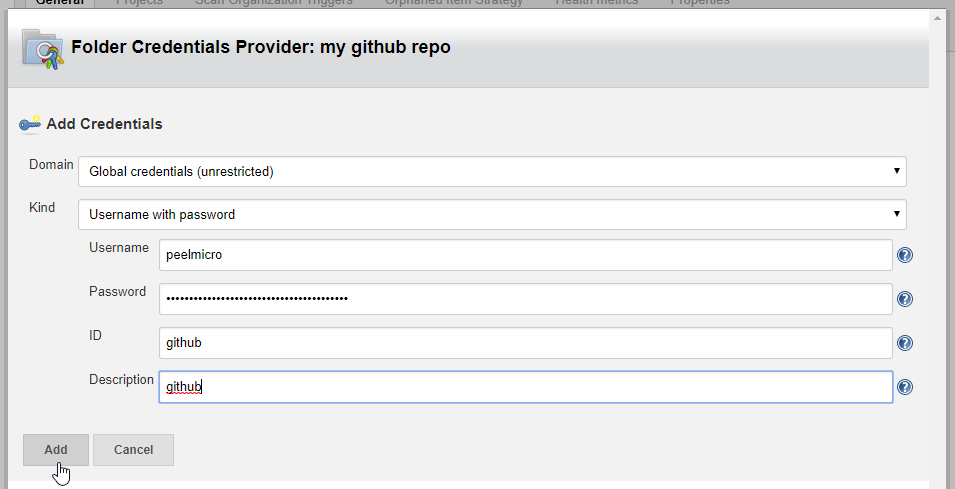 General Projects Scan Organization Triggers Orphaned Item Strategy Health metrics Properties
Folder Credentials Provider: my github repo
Add Credentials
Domain Global credentials (unrestricted)
Kind Username with password
Username peelmicro
Password ••••••••••••••••••••••••••••••••••••••••
ID github
Description github
Add Cancel